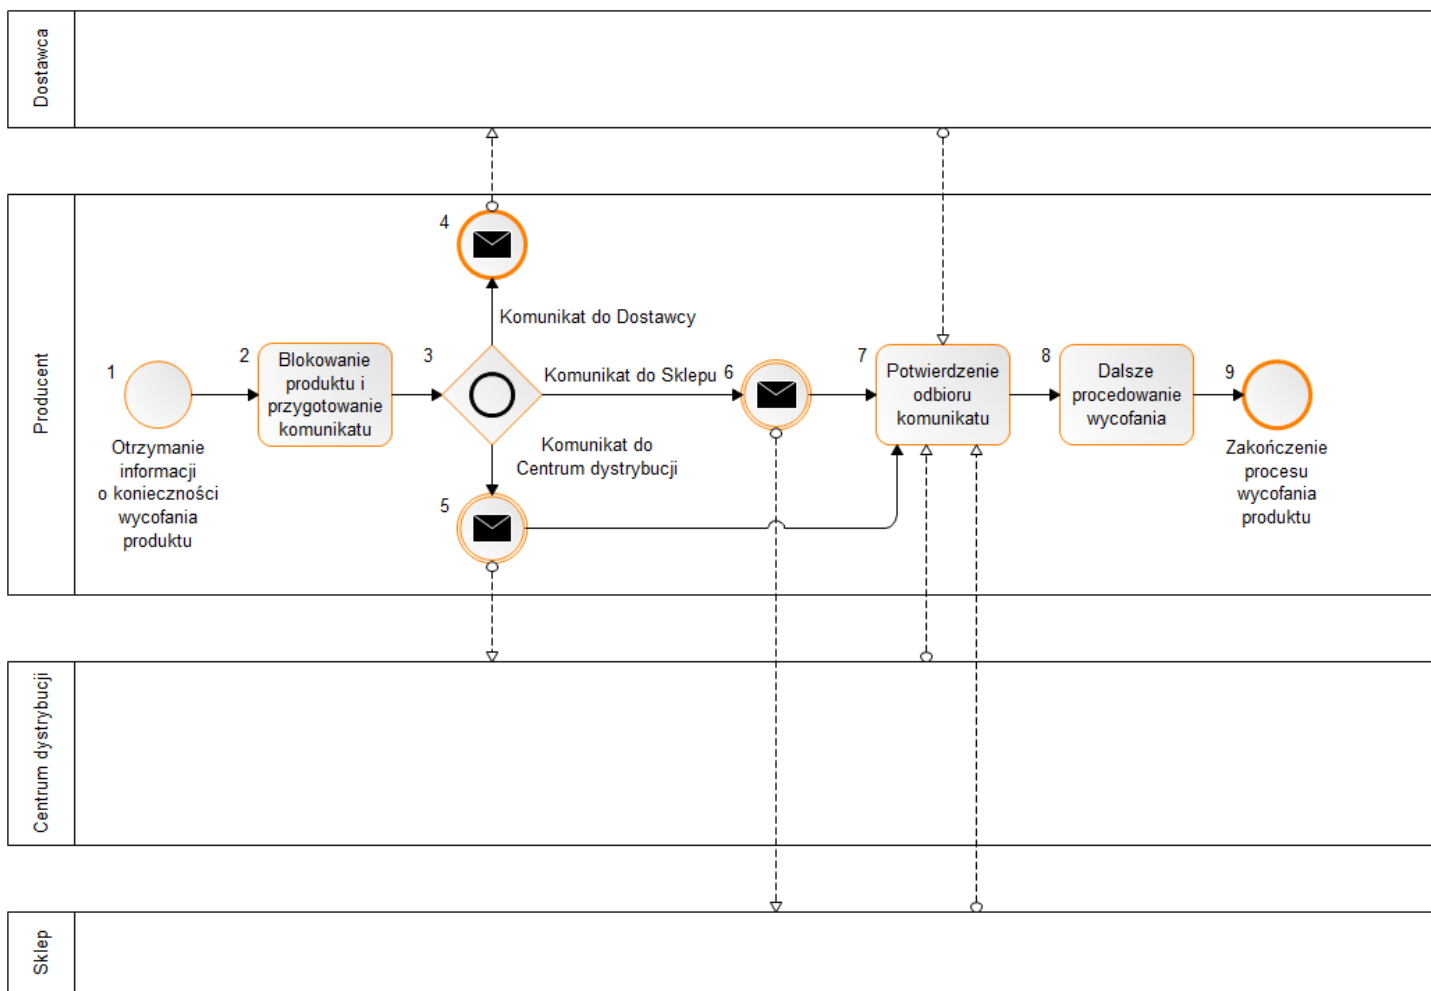 Dostawca
Producent
4
Komunikat do Dostawcy
1
Otrzymanie
informacji
o konieczności
wycofania
produktu
2
Blokowanie
produktu i
przygotowanie
komunikatu
3
Komunikat do Sklepu
6
Komunikat do
Centrum dystrybucji
5
7
Potwierdzenie
odbioru
komunikatu
8
Dalsze
procedowanie
wycofania
9
Zakończenie
procesu
wycofania
produktu
Centrum dystrybucji
Sklep